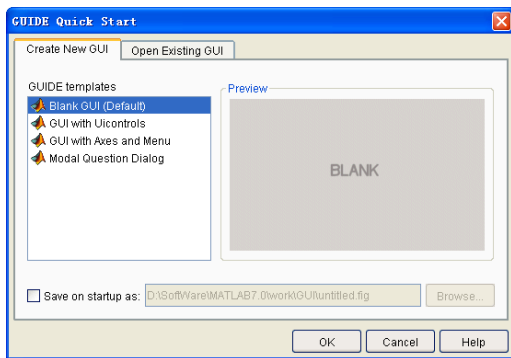 GUIDE Quick Start
Create New GUI
Open Existing GUI
GUIDE templates
Blank GUI (Default)
GUI with Uicontrols
GUI with Axes and Menu
Modal Question Dialog
Preview
BLANK
Save on startup as:
D:\SoftWare\MATLAB7.0\work\GUI\untitled.fig
Browse...
OK
Cancel
Help